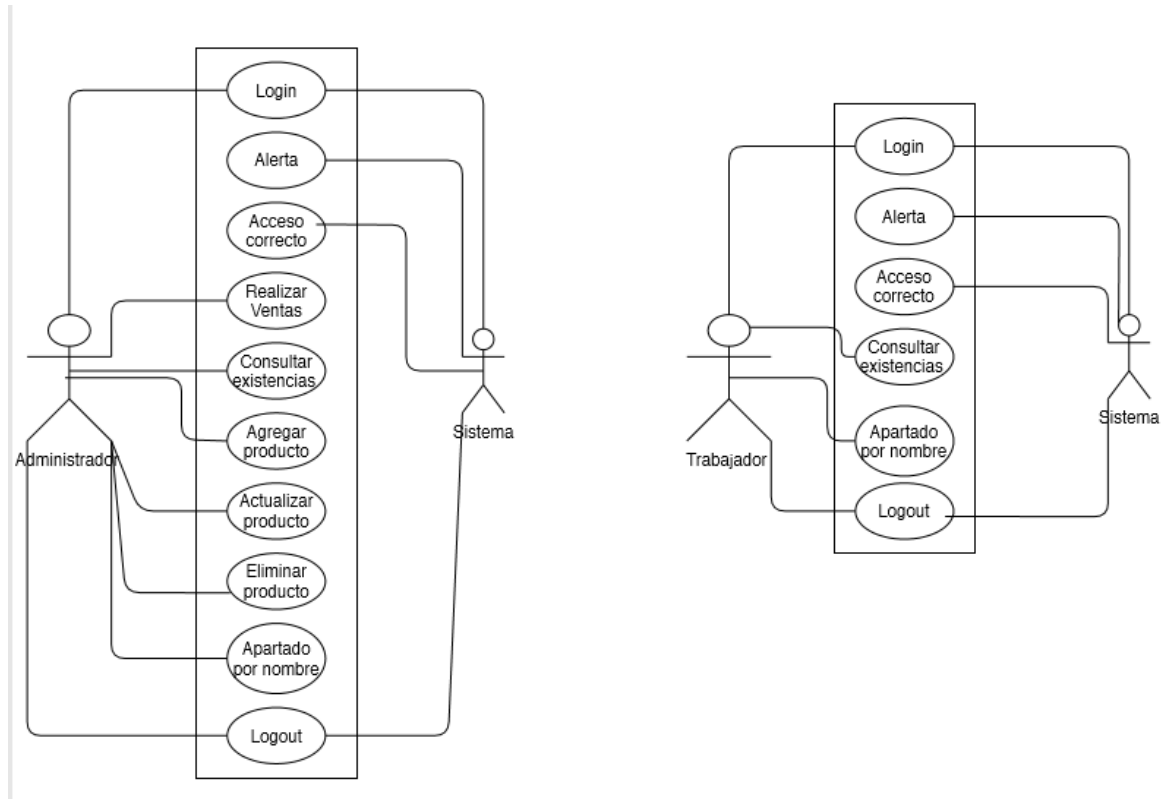 Login
Alerta
Acceso
correcto
Realizar
Ventas
Consultar
existencias
Agregar
producto
Actualizar
producto
Eliminar
producto
Apartado
por nombre
Logout
Administrador
Sistema
Login
Alerta
Acceso
correcto
Consultar
existencias
Apartado
por nombre
Logout
Trabajador
Sistema